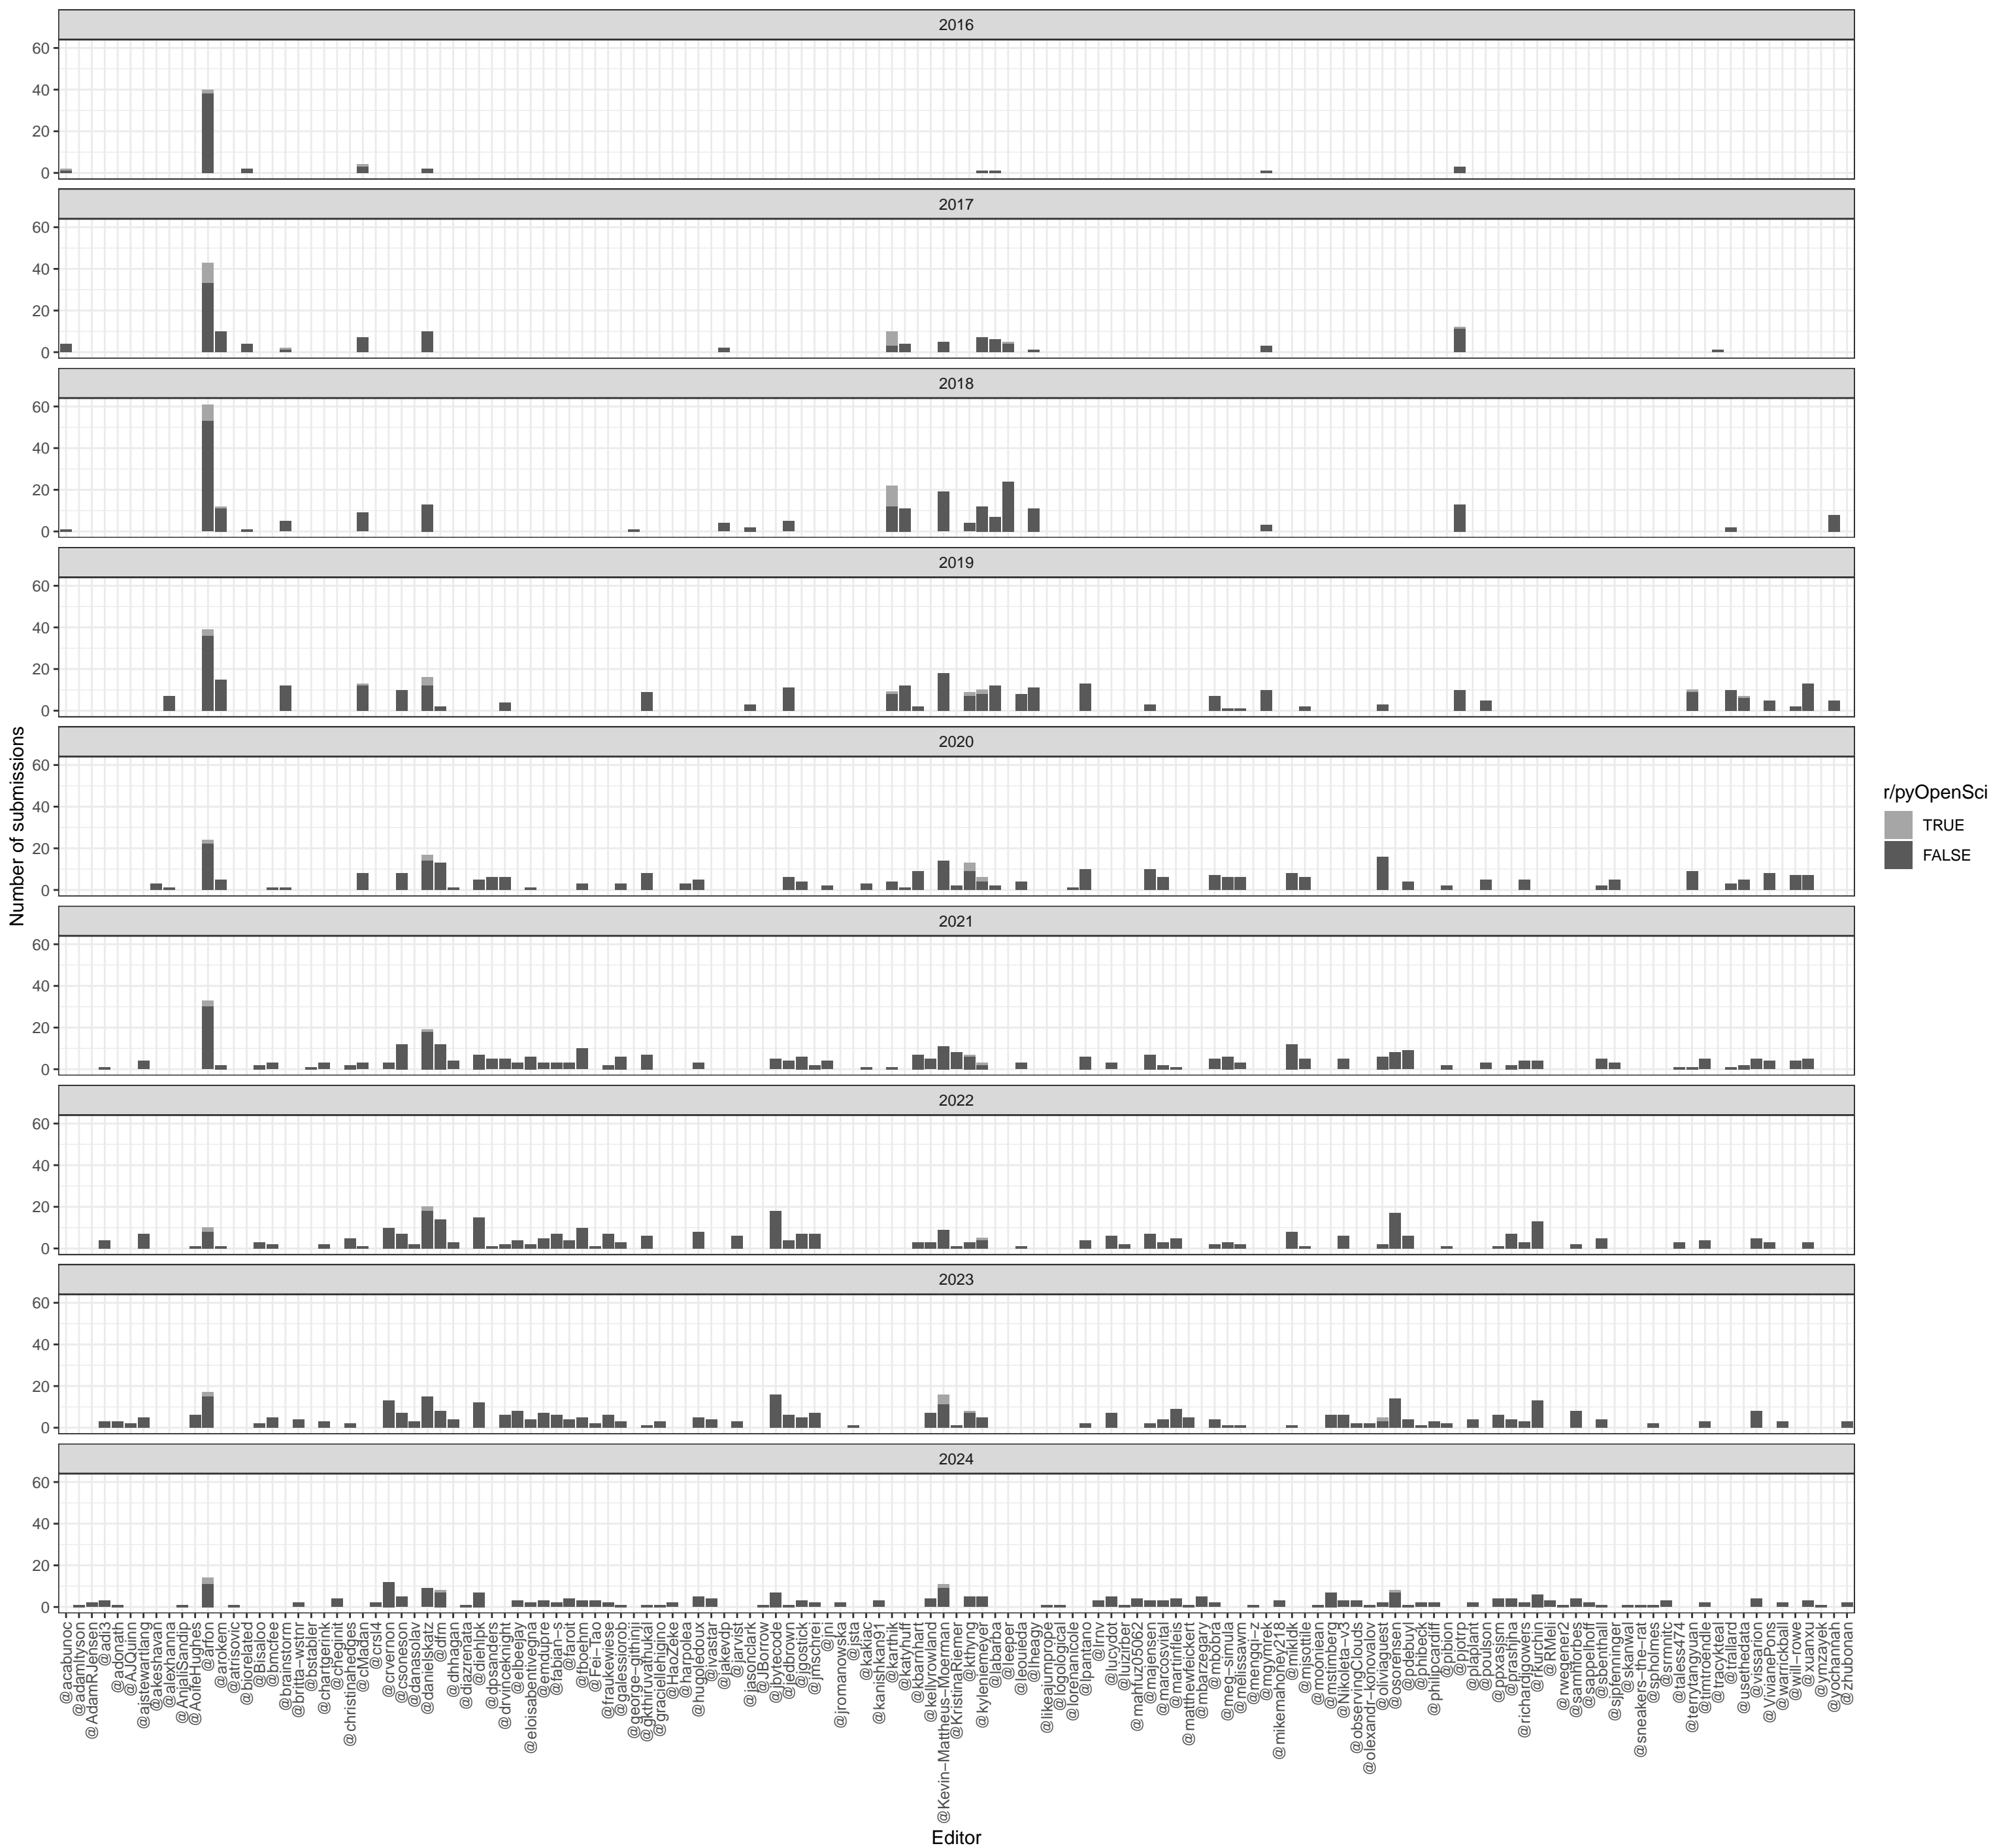 2016
60
40
20
0
2017
60
40
20
0
2018
60
40
20
0
2019
60
40
20
0
2020
60
40
20
0
2021
60
40
20
0
2022
60
40
20
0
2023
60
40
20
0
2024
60
40
20
0
Number of submissions
@acabunoc
@adamltyson
@AdamRJensen
@adi3
@adonath
@AJQuinn
@ajstewartlang
@akeshavan
@alexhanna
@AnjaliSandip
@AoifeHughes
@arfon
@arokem
@atrisovic
@biorelated
@Bisaloo
@bmcfee
@brainstorm
@britta-wstnr
@bstabler
@chartgerink
@cheginit
@christinahedges
@cMadan
@crsl4
@crvernon
@csoneson
@danasolav
@danielskatz
@dfm
@dhhagan
@diazrenata
@diehlpk
@dpsanders
@drvinceknight
@elbeejay
@eloisabentivegna
@emdupre
@fabian-s
@faroit
@fboehm
@Fei-Tao
@fraukewiese
@galessiorob
@george-githinji
@gkthiruvathukal
@gracielahigino
@HaoZeke
@harpolea
@hugoledoux
@ivastar
@jakevdp
@jarvist
@jasonclark
@JBorrow
@jbytecode
@jedbrown
@jgostick
@jmschrei
@jni
@jromanowska
@jsta
@kakiac
@kanishkan91
@karthik
@katyhuff
@kbarnhart
@kellyrowland
@Kevin-Mattheus-Moerman
@KristinaRiemer
@kthyng
@kyleniemeyer
@labarba
@leeper
@leouieda
@lheagy
@likeajumprope
@logological
@lorenanicole
@lpantano
@lrnv
@lucydot
@luizirber
@mahfuz05062
@majensen
@marcosvital
@martinfleis
@matthewfeickert
@mbarzegary
@mbobra
@meg-simula
@melissawm
@mengqi-z
@mgymrek
@mikemahoney218
@mikldk
@mjsottile
@moniean
@mstimberg
@Nikoleta-v3
@observingClouds
@olexandr-konovalov
@oliviaguest
@osorensen
@pdebuyl
@phibeck
@philipcardiff
@pibion
@pjotrp
@plaplant
@poulson
@ppxasjsm
@prashjha
@richardjgowers
@rkurchin
@RMeli
@rwegener2
@samhforbes
@sappelhoff
@sbenthall
@sjpfenninger
@skanwal
@sneakers-the-rat
@spholmes
@srmnitc
@taless474
@terrytangyuan
@timtroendle
@tracykteal
@trallard
@usethedata
@vissarion
@VivianePons
@warrickball
@will-rowe
@xuanxu
@ymzayek
@yochannah
@zhubonan
Editor
r/pyOpenSci
TRUE
FALSE